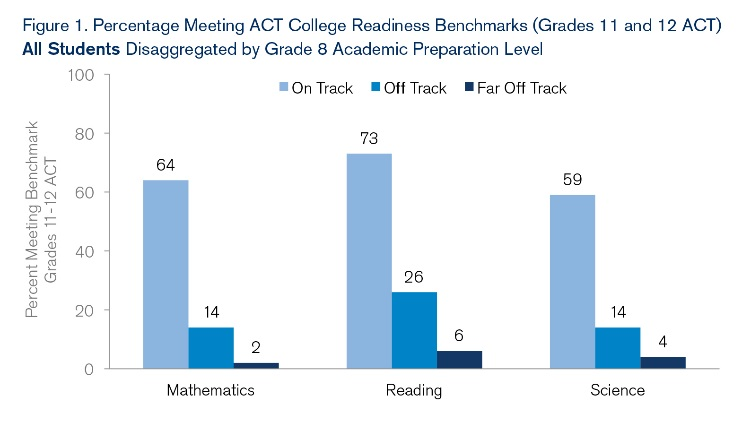 Figure 1. Percentage Meeting ACT College Readiness Benchmarks (Grades 11 and 12 ACT)
All Students Disaggregated by Grade 8 Academic Preparation Level
100
80
60
40
20
0
Percent Meeting Benchmark
Grades 11-12 ACT
On Track Off Track Far Off Track
64
14
2
73
26
6
59
14
4
Mathematics Reading Science